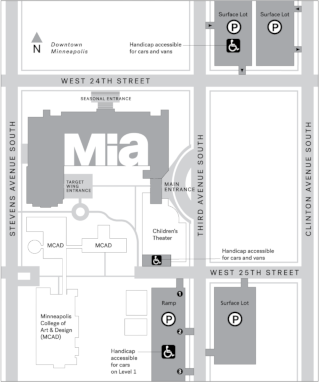 Surface Lot
P
Surface Lot
P
N
Downtown
Minneapolis
Handicap accessible
for cars and vans
WEST 24TH STREET
SEASONAL ENTRANCE
Mia
TARGET
WING
ENTRANCE
MAIN
ENTRANCE
STEVENS AVENUE SOUTH
THIRD AVENUE SOUTH
CLINTON AVENUE SOUTH
MCAD
MCAD
Children's
Theater
Handicap accessible
for cars and vans
WEST 25TH STREET
1
Ramp
P
2
Surface Lot
P
Minneapolis
College of
Art & Design
(MCAD)
Handicap
accessible
for cars
on Level 1
3